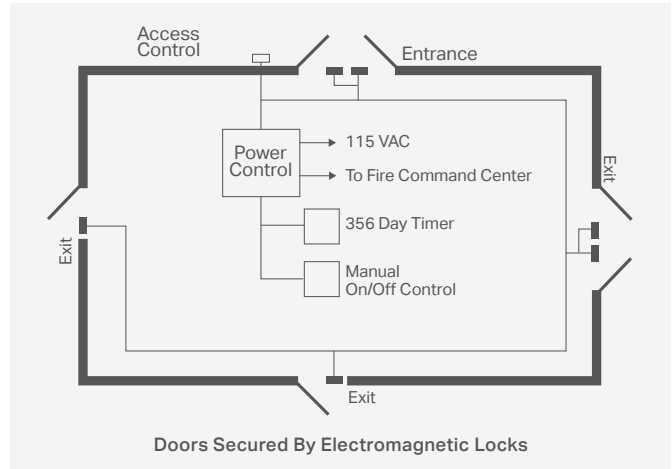 Access
Control
Entrance
Power
Control
115 VAC
To Fire Command Center
Exit
356 Day Timer
Exit
Manual
On/Off Control
Exit
Doors Secured By Electromagnetic Locks